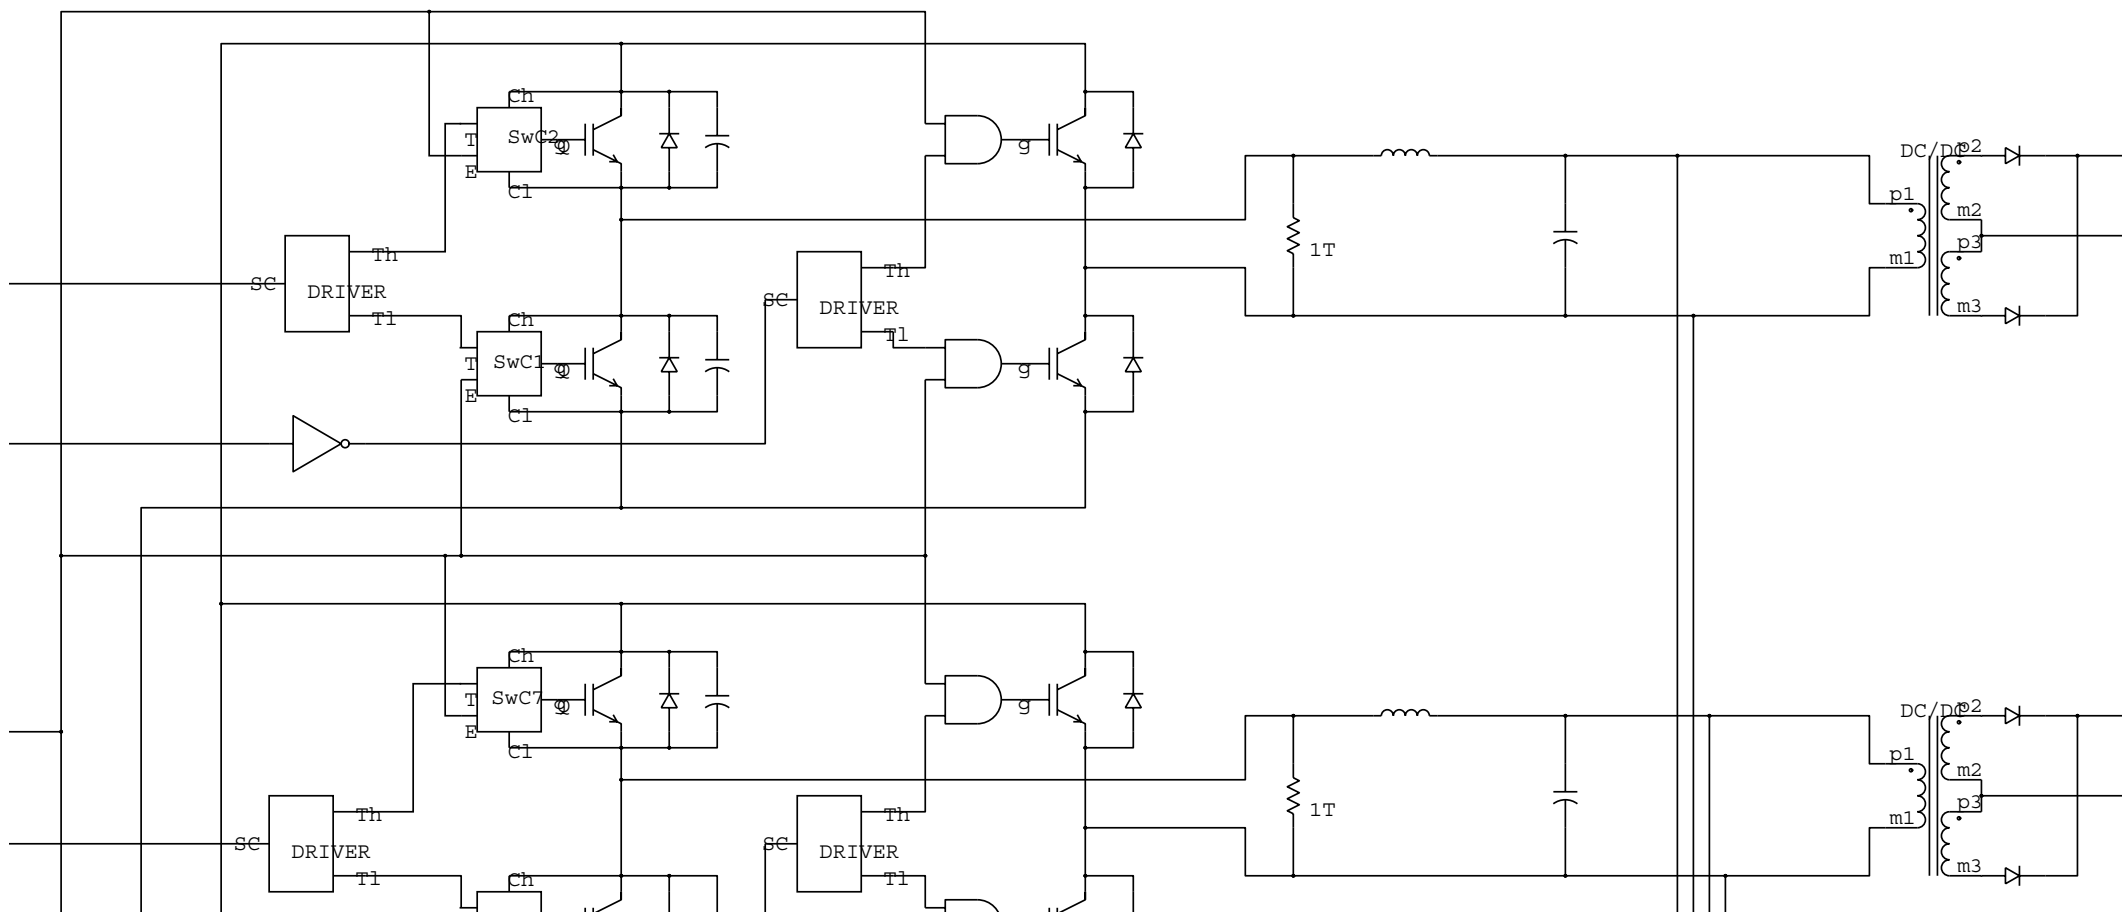 Ch
SwC2
g
Q
T
E
Cl
g
DC/DC
p2
p1
m2
p3
m1
m3
1T
Th
SC
DRIVER
Tl
Th
SC
DRIVER
Tl
Ch
SwC1
g
Q
T
E
Cl
g
Ch
SwC7
g
Q
T
E
Cl
g
DC/DC
p2
p1
m2
p3
m1
m3
1T
Th
SC
DRIVER
Tl
Th
SC
DRIVER
Tl
Ch